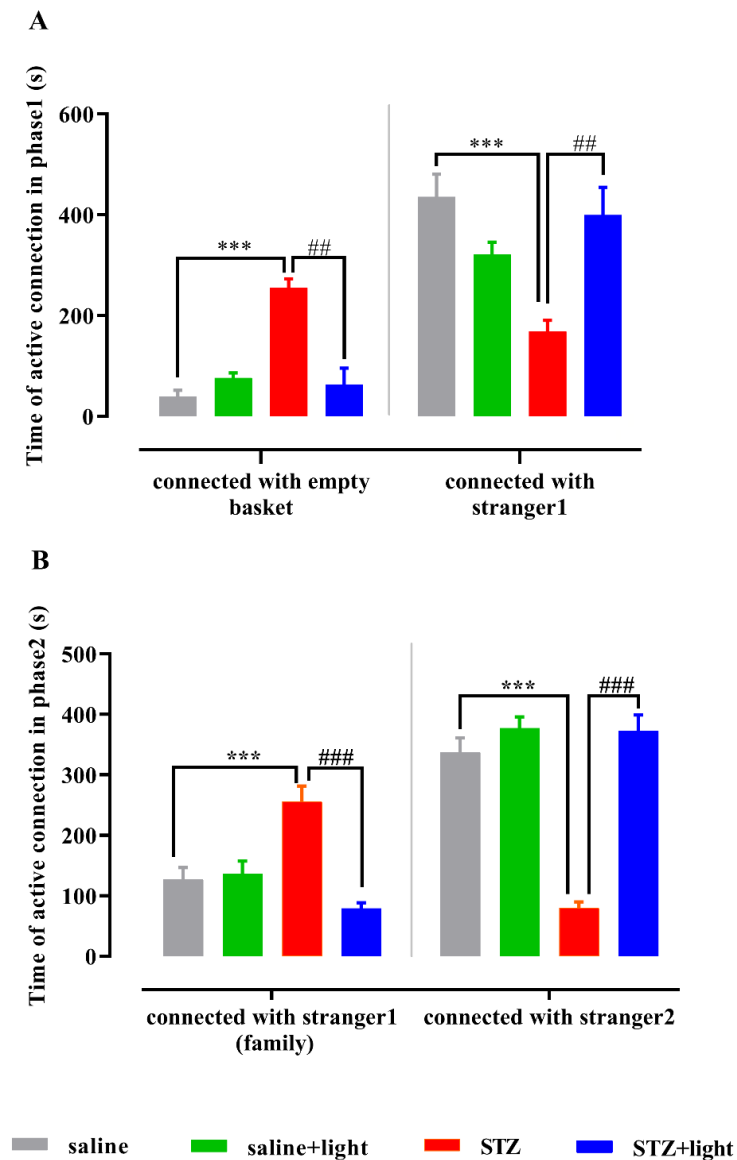 A
Time of active connection in phase1 (s)
600
400
200
0
*** ## *** ##
connected with empty
basket
connected with
stranger1
B
Time of active connection in phase2 (s)
500
400
300
200
100
0
*** ### *** ###
connected with stranger1
(family)
connected with stranger2
saline saline+light STZ STZ+light